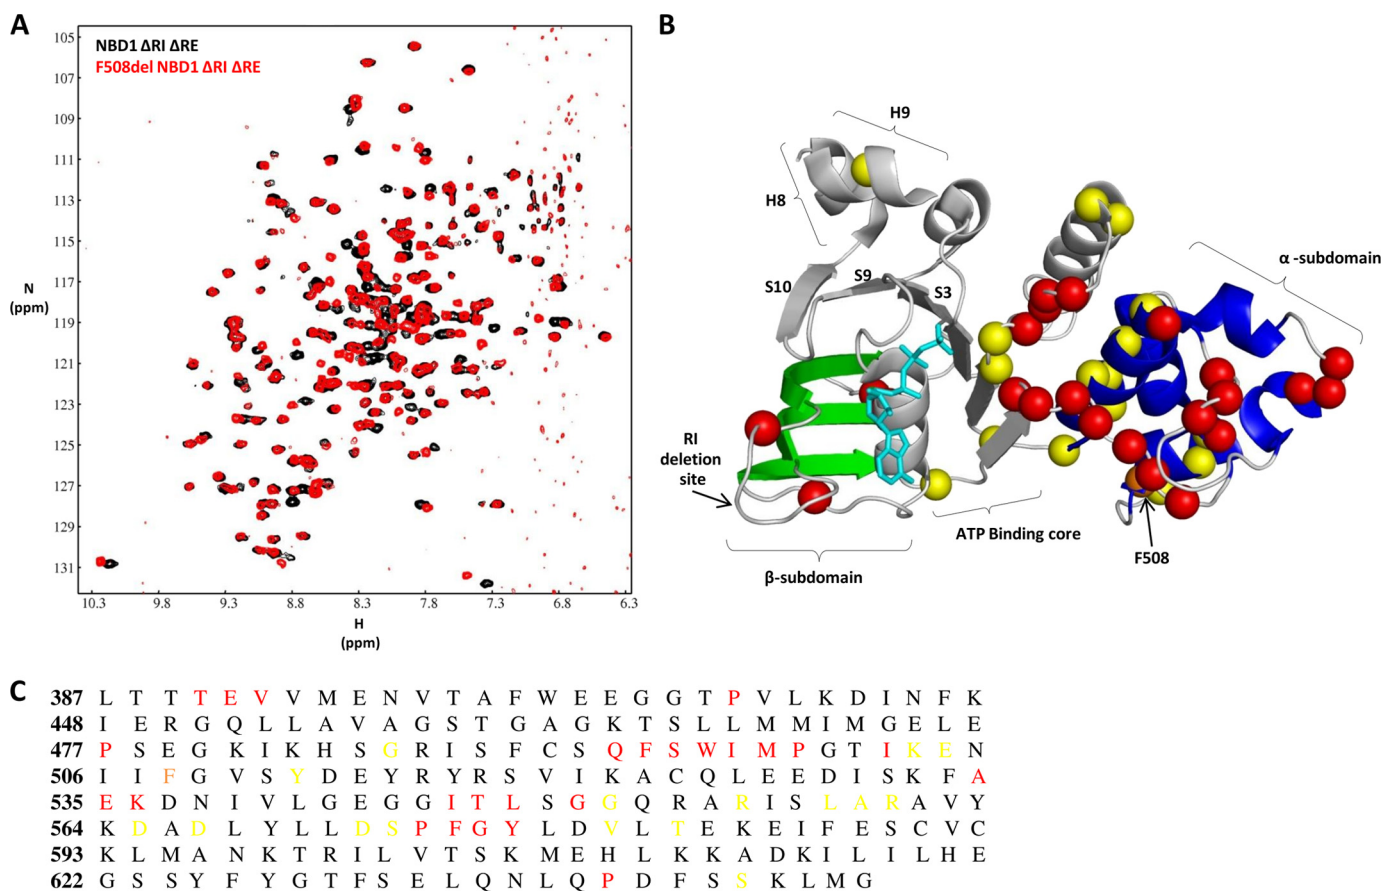 A
NBD1 ΔRI ΔRE
F508del NBD1 ΔRI ΔRE
105
107
109
111
113
115
117
119
121
123
125
127
129
131
N
(ppm)
10.3 9.8 9.3 8.8 8.3 7.8 7.3 6.8 6.3
H
(ppm)
B
H9
H8
S10
S9
S3
α -subdomain
RI
deletion
site
ATP Binding core
F508
β-subdomain
C
387 L T T T E V V M E N V T A F W E E G G T P V L K D I N F K
448 I E R G Q L L A V A G S T G A G K T S L L M M I M G E L E
477 P S E G K I K H S G R I S F C S Q F S W I M P G T I K E N
506 I I F G V S Y D E Y R Y R S V I K A C Q L E E D I S K F A
535 E K D N I V L G E G G I T L S G G Q R A R I S L A R A V Y
564 K D A D L Y L L D S P F G Y L D V L T E K E I F E S C V C
593 K L M A N K T R I L V T S K M E H L K K A D K I L I L H E
622 G S S Y F Y G T F S E L Q N L Q P D F S S K L M G